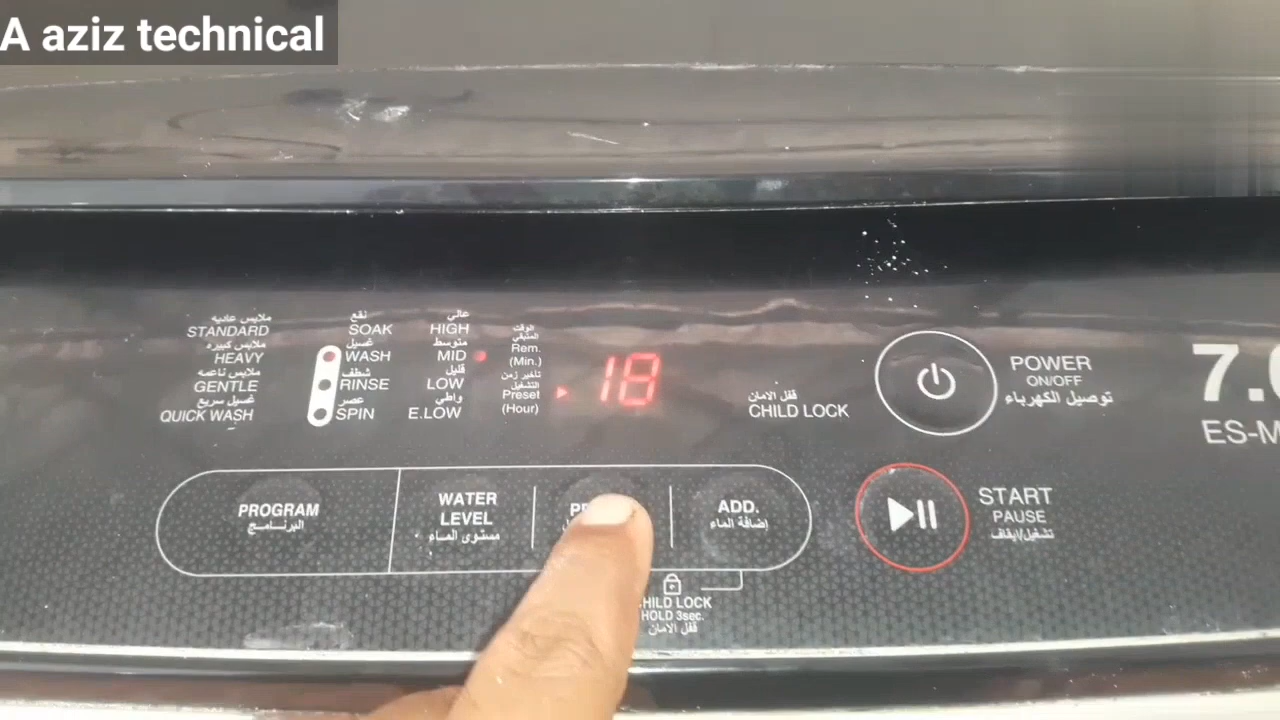 A aziz technical
ملابس عاديه
STANDARD
ملابس كبيره
HEAVY
ملابس ناعمه
GENTLE
غسيل سريع
QUICK WASH
نقع
SOAK
غسيل
WASH
شطف
RINSE
عصر
SPIN
عالي
HIGH
متوسط
MID
قليل
LOW
واطي
E.LOW
الوقت
المتبقي
Rem.
(Min.)
تأخير زمن
التشغيل
Preset
(Hour)
18
قفل الامان
CHILD LOCK
POWER
ON/OFF
توصيل الكهرباء
ES-M
PROGRAM
البرنامج
WATER
LEVEL
مستوى الماء
ADD.
إضافة الماء
START
PAUSE
تشغيل/ايقاف
CHILD LOCK
HOLD 3sec.
قفل الامان